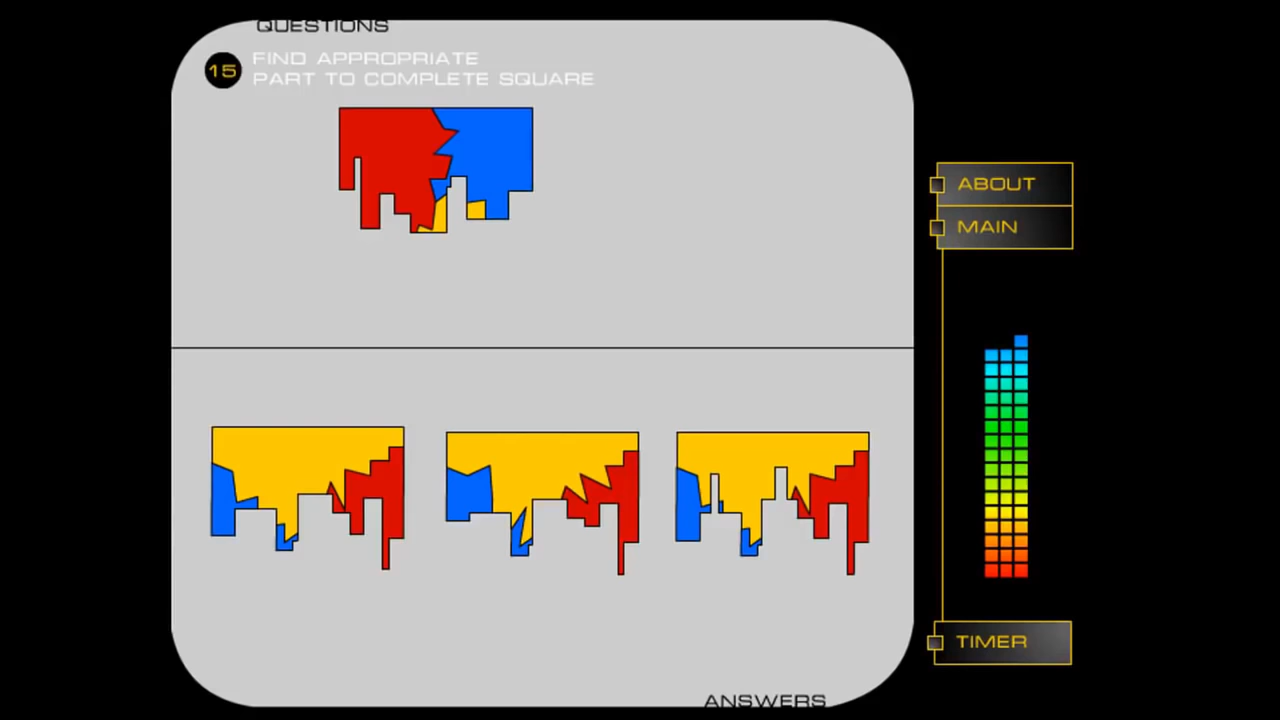 QUESTIONS
15
FIND APPROPRIATE
PART TO COMPLETE SQUARE
ABOUT
MAIN
TIMER
ANSWERS